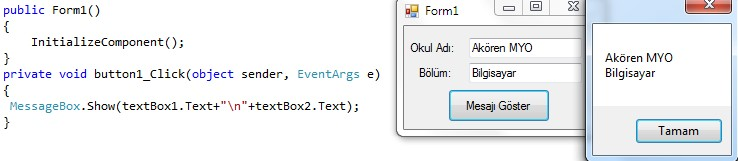 public Form1()
{
InitializeComponent();
}
private void button1_Click(object sender, EventArgs e)
{
MessageBox.Show(textBox1.Text+"\n"+textBox2.Text);
}
Form1
Okul Adı: Akören MYO
Bölüm: Bilgisayar
Mesajı Göster
Akören MYO
Bilgisayar
Tamam